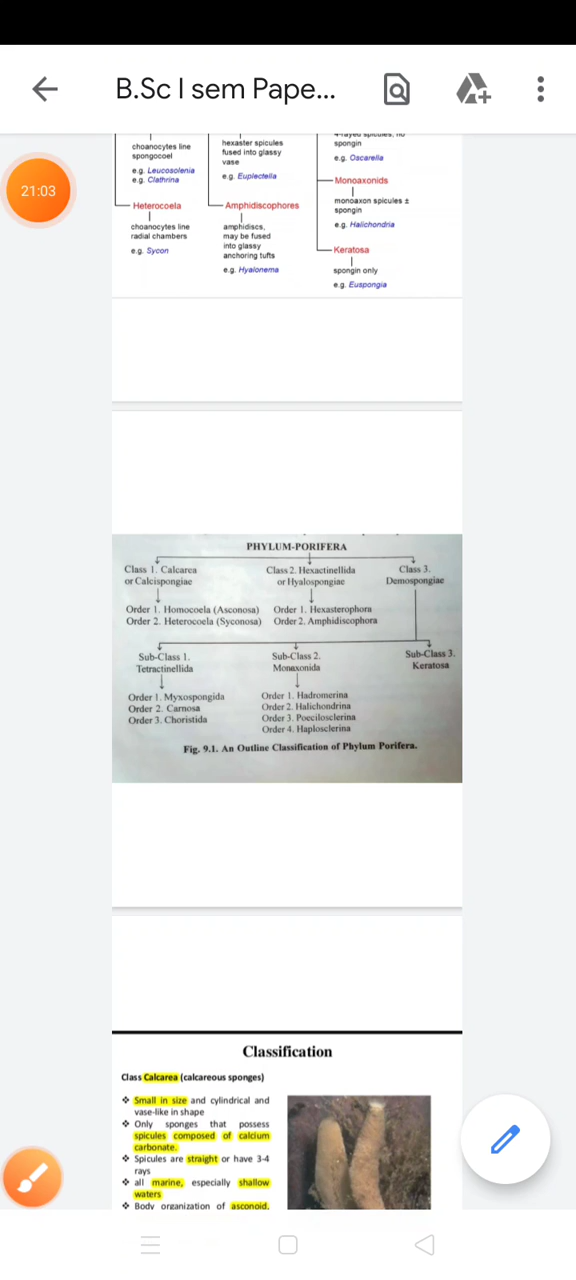 B.Sc I sem Pape...
21:03
choanocytes line
spongocoel
e.g. Leucosolenia
e.g. Clathrina
Heterocoela
choanocytes line
radial chambers
e.g. Sycon
hexaster spicules
fused into glassy
vase
e.g. Euplectella
Amphidiscophores
amphidiscs,
may be fused
into glassy
anchoring tufts
e.g. Hyalonema
spongin
e.g. Oscarella
Monoaxonids
monoaxon spicules ±
spongin
e.g. Halichondria
Keratosa
spongin only
e.g. Euspongia
PHYLUM-PORIFERA
Class 1. Calcarea
or Calcispongiae
Order 1. Homocoela (Asconosa)
Order 2. Heterocoela (Syconosa)
Class 2. Hexactinellida
or Hyalospongiae
Order 1. Hexasterophora
Order 2. Amphidiscophora
Class 3.
Demospongiae
Sub-Class 1.
Tetractinellida
Order 1. Myxospongida
Order 2. Carnosa
Order 3. Choristida
Sub-Class 2.
Monaxonida
Order 1. Hadromerina
Order 2. Halichondrina
Order 3. Poecilosclerina
Order 4. Haplosclerina
Sub-Class 3.
Keratosa
Fig. 9.1. An Outline Classification of Phylum Porifera.
Classification
Class Calcarea (calcareous sponges)
❖ Small in size and cylindrical and
vase-like in shape
❖ Only sponges that possess
spicules composed of calcium
carbonate.
❖ Spicules are straight or have 3-4
rays
❖ all marine, especially shallow
waters
❖ Body organization of asconoid,